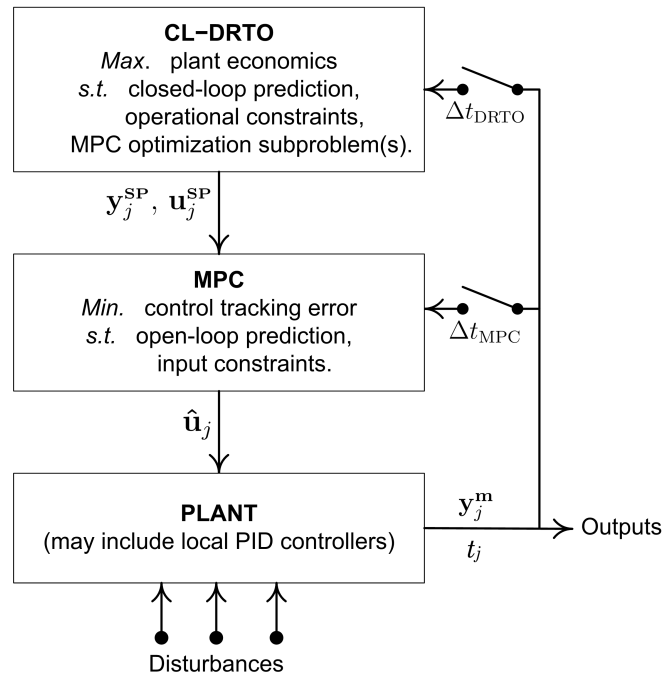 CL−DRTO
Max. plant economics
s.t. closed-loop prediction,
operational constraints,
MPC optimization subproblem(s).
Δt_DRTO
y_j^SP, u_j^SP
MPC
Min. control tracking error
s.t. open-loop prediction,
input constraints.
Δt_MPC
û_j
PLANT
(may include local PID controllers)
y_j^m
t_j
Outputs
Disturbances